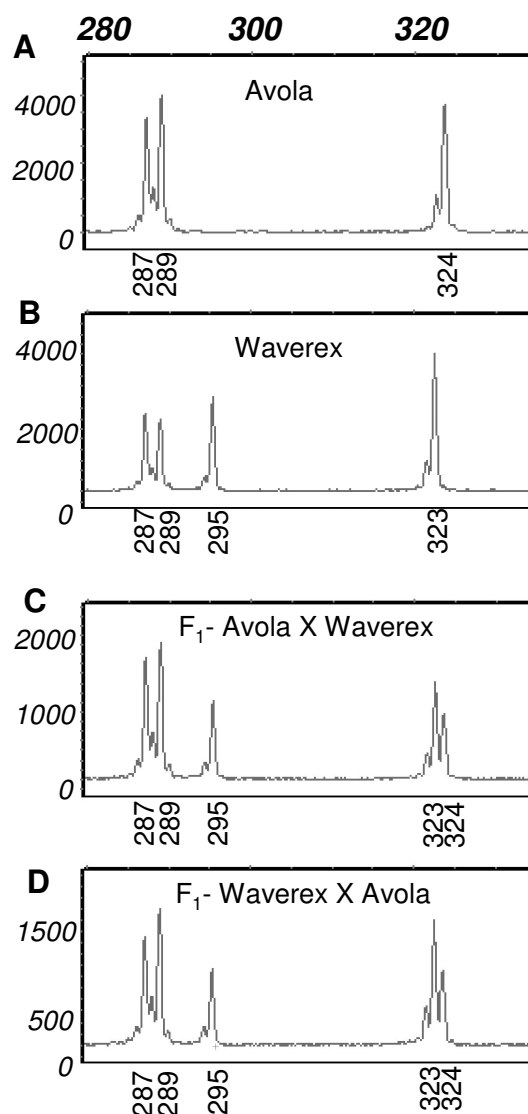 280 300 320
A
Avola
4000
2000
0
287 289 324
B
Waverex
4000
2000
0
287 289 295 323
C
F₁- Avola X Waverex
2000
1000
0
287 289 295 323 324
D
F₁- Waverex X Avola
1500
500
0
287 289 295 323 324